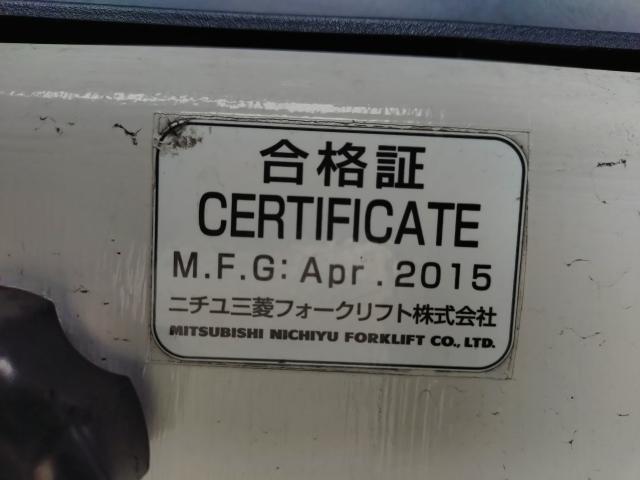 合格証
CERTIFICATE
M.F.G: Apr. 2015
ニチユ三菱フォークリフト株式会社
MITSUBISHI NICHIYU FORKLIFT CO., LTD.